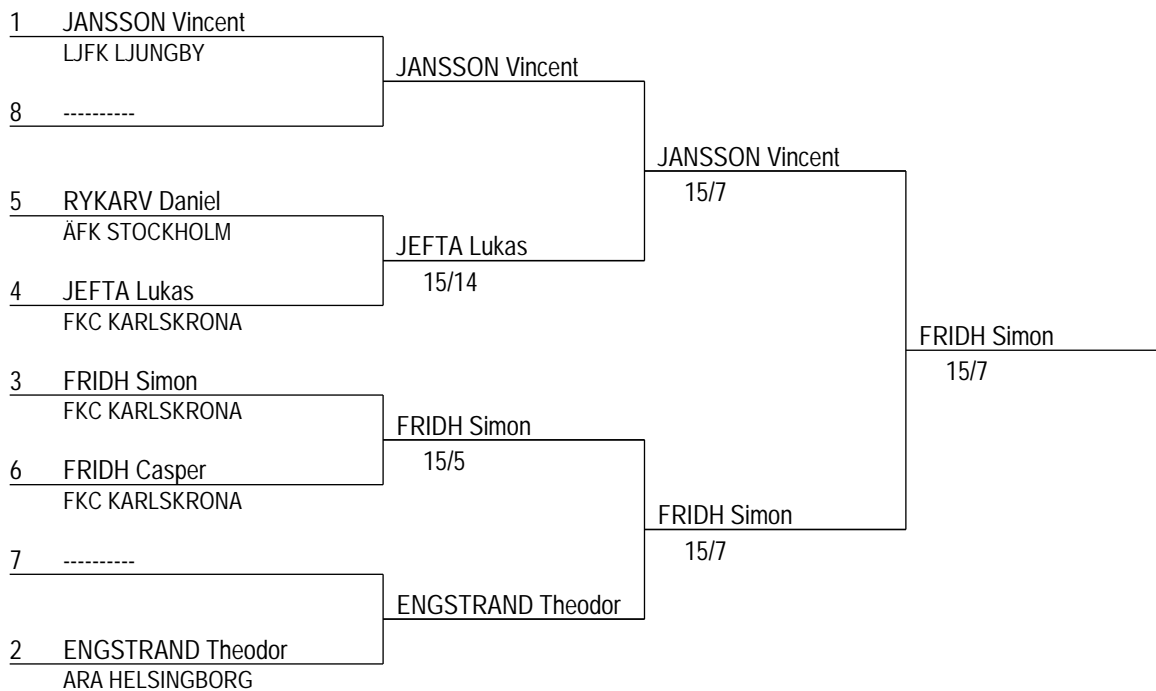 1 JANSSON Vincent
LJFK LJUNGBY
8 ----------
5 RYKARV Daniel
ÄFK STOCKHOLM
4 JEFTA Lukas
FKC KARLSKRONA
3 FRIDH Simon
FKC KARLSKRONA
6 FRIDH Casper
FKC KARLSKRONA
7 ----------
2 ENGSTRAND Theodor
ARA HELSINGBORG
JANSSON Vincent
JEFTA Lukas
15/14
FRIDH Simon
15/5
ENGSTRAND Theodor
JANSSON Vincent
15/7
FRIDH Simon
15/7
FRIDH Simon
15/7